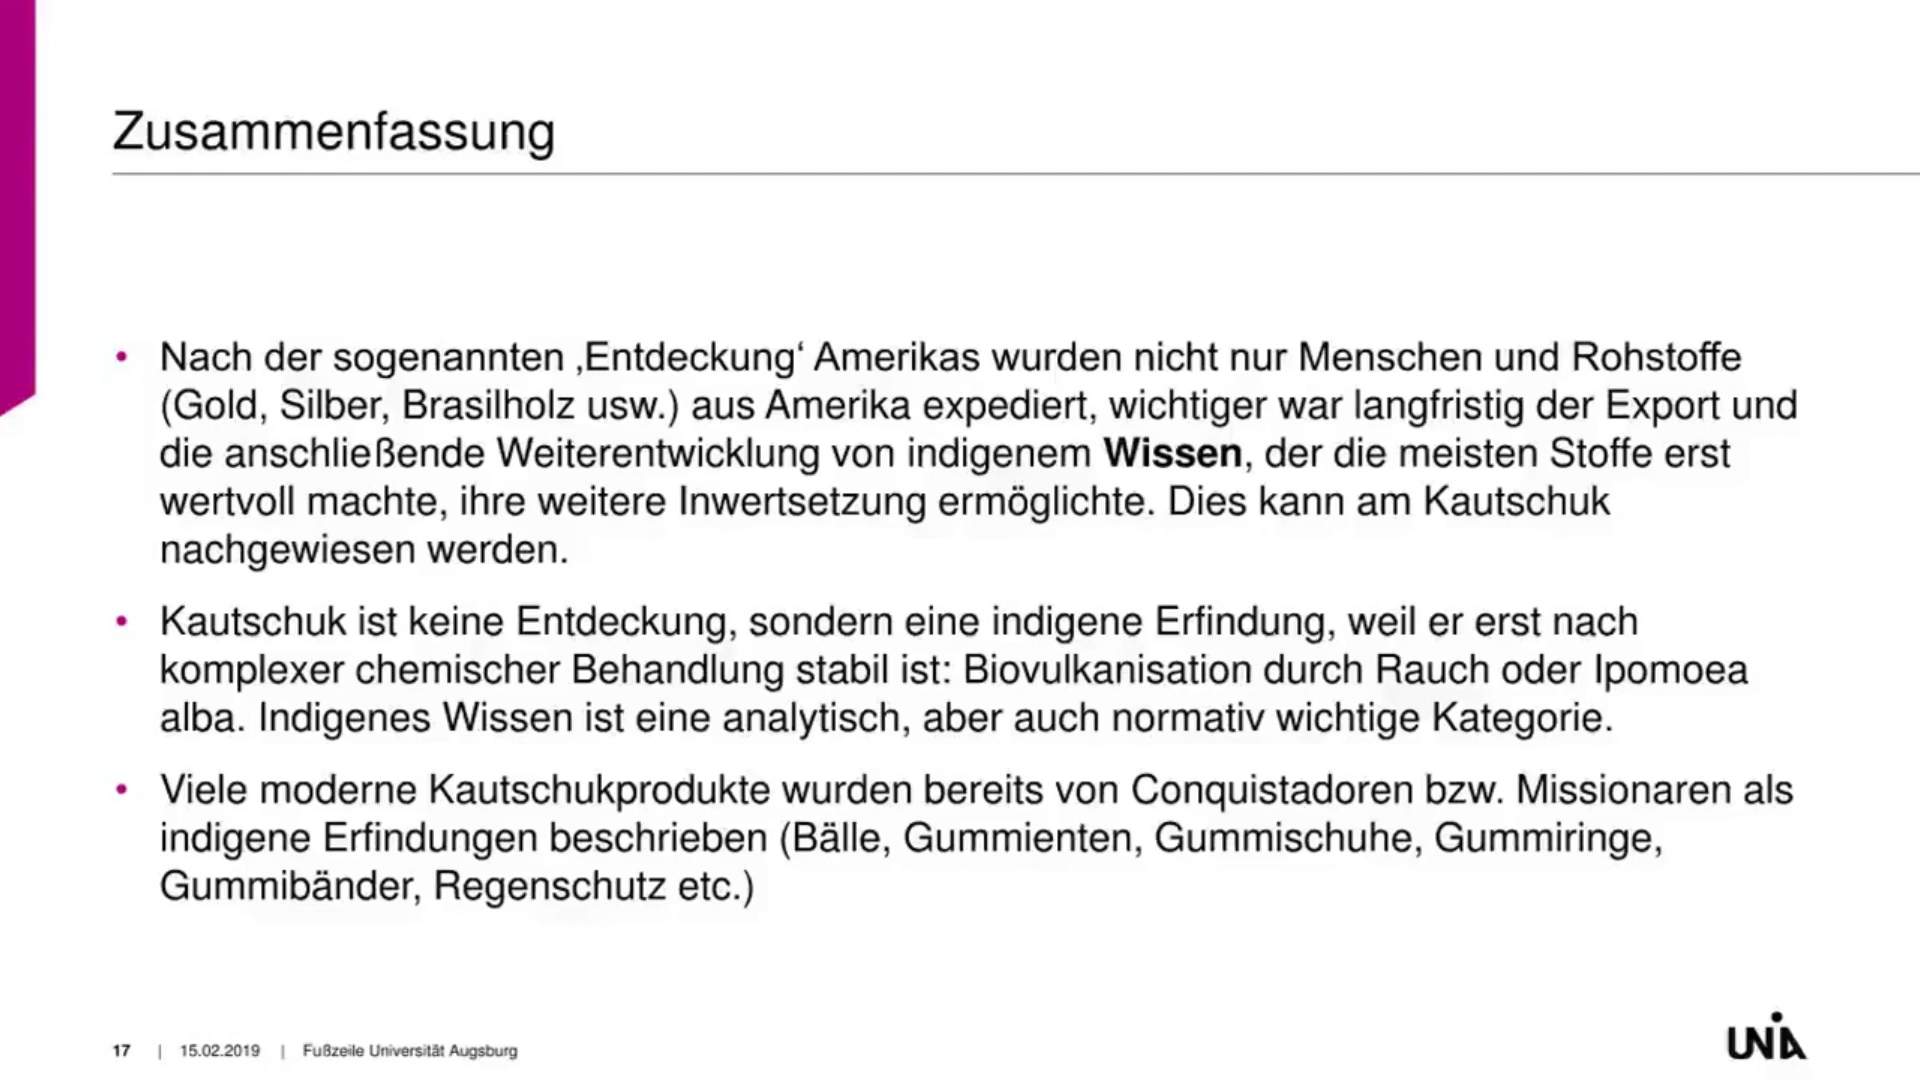 Zusammenfassung
• Nach der sogenannten ‚Entdeckung‘ Amerikas wurden nicht nur Menschen und Rohstoffe
(Gold, Silber, Brasilholz usw.) aus Amerika expediert, wichtiger war langfristig der Export und
die anschließende Weiterentwicklung von indigenem Wissen, der die meisten Stoffe erst
wertvoll machte, ihre weitere Inwertsetzung ermöglichte. Dies kann am Kautschuk
nachgewiesen werden.
• Kautschuk ist keine Entdeckung, sondern eine indigene Erfindung, weil er erst nach
komplexer chemischer Behandlung stabil ist: Biovulkanisation durch Rauch oder Ipomoea
alba. Indigenes Wissen ist eine analytisch, aber auch normativ wichtige Kategorie.
• Viele moderne Kautschukprodukte wurden bereits von Conquistadoren bzw. Missionaren als
indigene Erfindungen beschrieben (Bälle, Gummienten, Gummischuhe, Gummiringe,
Gummibänder, Regenschutz etc.)
17 | 15.02.2019 | Fußzeile Universität Augsburg
UNIA